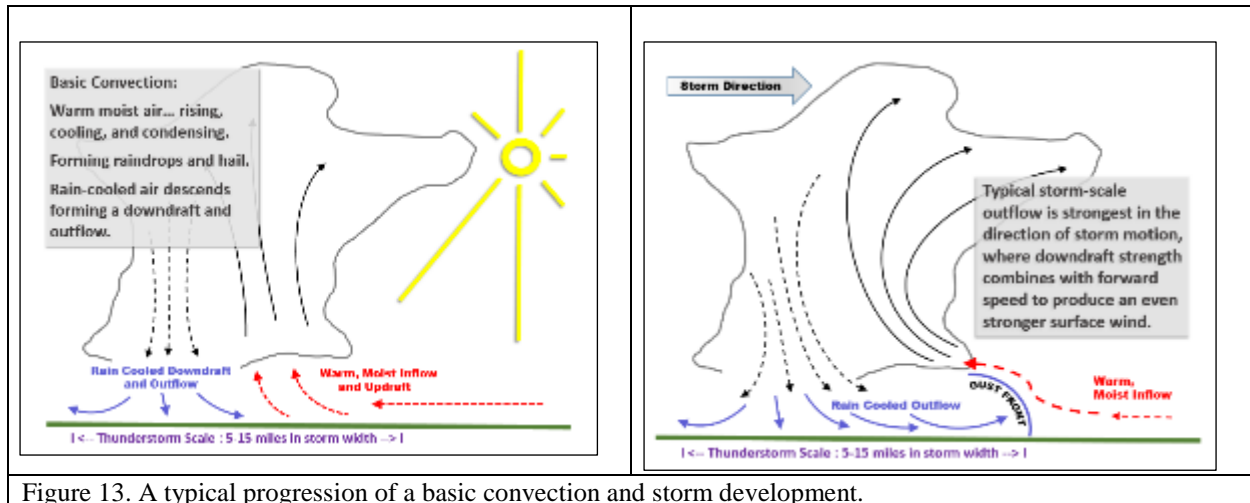 Basic Convection:
Warm moist air... rising,
cooling, and condensing.
Forming raindrops and hail.
Rain-cooled air descends
forming a downdraft and
outflow.
Rain Cooled Downdraft
and Outflow
Warm, Moist Inflow
and Updraft
I <-- Thunderstorm Scale : 5-15 miles in storm width --> I
Storm Direction
Typical storm-scale
outflow is strongest in the
direction of storm motion,
where downdraft strength
combines with forward
speed to produce an even
stronger surface wind.
Warm,
Moist Inflow
GUST FRONT
Rain Cooled Outflow
I <-- Thunderstorm Scale : 5-15 miles in storm width --> I
Figure 13. A typical progression of a basic convection and storm development.